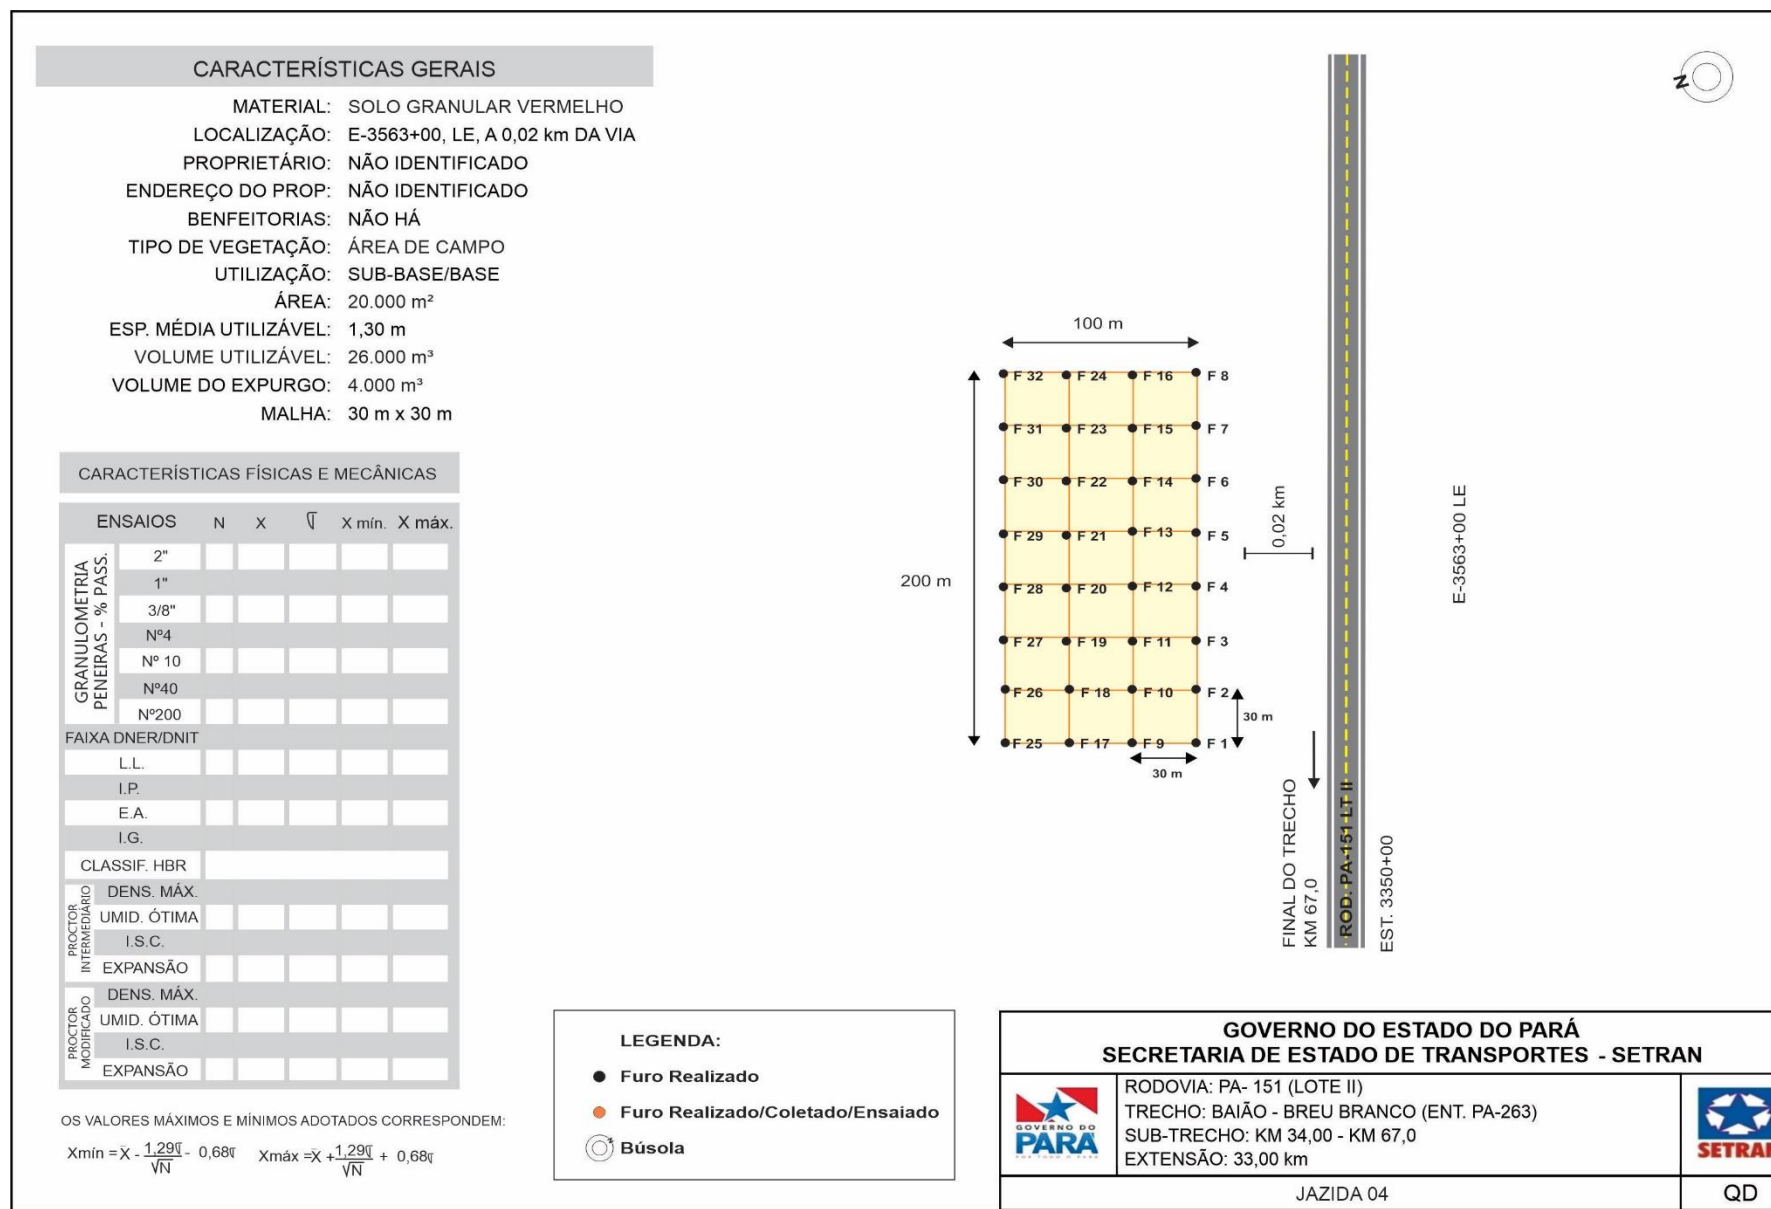 CARACTERÍSTICAS GERAIS
MATERIAL: SOLO GRANULAR VERMELHO
LOCALIZAÇÃO: E-3563+00, LE, A 0,02 km DA VIA
PROPRIETÁRIO: NÃO IDENTIFICADO
ENDEREÇO DO PROP: NÃO IDENTIFICADO
BENFEITORIAS: NÃO HÁ
TIPO DE VEGETAÇÃO: ÁREA DE CAMPO
UTILIZAÇÃO: SUB-BASE/BASE
ÁREA: 20.000 m²
ESP. MÉDIA UTILIZÁVEL: 1,30 m
VOLUME UTILIZÁVEL: 26.000 m³
VOLUME DO EXPURGO: 4.000 m³
MALHA: 30 m x 30 m
CARACTERÍSTICAS FÍSICAS E MECÂNICAS
ENSAIOS N X σ X mín. X máx.
GRANULOMETRIA
PENEIRAS - % PASS.
2"
1"
3/8"
Nº4
Nº 10
Nº40
Nº200
FAIXA DNER/DNIT
L.L.
I.P.
E.A.
I.G.
CLASSIF. HBR
PROCTOR
INTERMEDIÁRIO
DENS. MÁX.
UMID. ÓTIMA
I.S.C.
EXPANSÃO
PROCTOR
MODIFICADO
DENS. MÁX.
UMID. ÓTIMA
I.S.C.
EXPANSÃO
OS VALORES MÁXIMOS E MÍNIMOS ADOTADOS CORRESPONDEM:
Xmín = X̄ - 1,29σ/√N - 0,68σ Xmáx = X̄ + 1,29σ/√N + 0,68σ
N
100 m
200 m
F 32 F 24 F 16 F 8
F 31 F 23 F 15 F 7
F 30 F 22 F 14 F 6
F 29 F 21 F 13 F 5
F 28 F 20 F 12 F 4
F 27 F 19 F 11 F 3
F 26 F 18 F 10 F 2
F 25 F 17 F 9 F 1
30 m
30 m
0,02 km
E-3563+00 LE
FINAL DO TRECHO
KM 67,0
ROD. PA-151 LT II
EST. 3350+00
LEGENDA:
Furo Realizado
Furo Realizado/Coletado/Ensaiado
Búsola
GOVERNO DO ESTADO DO PARÁ
SECRETARIA DE ESTADO DE TRANSPORTES - SETRAN
GOVERNO DO
PARÁ
POR TODO O PARÁ
RODOVIA: PA- 151 (LOTE II)
TRECHO: BAIÃO - BREU BRANCO (ENT. PA-263)
SUB-TRECHO: KM 34,00 - KM 67,0
EXTENSÃO: 33,00 km
SETRAN
JAZIDA 04
QD